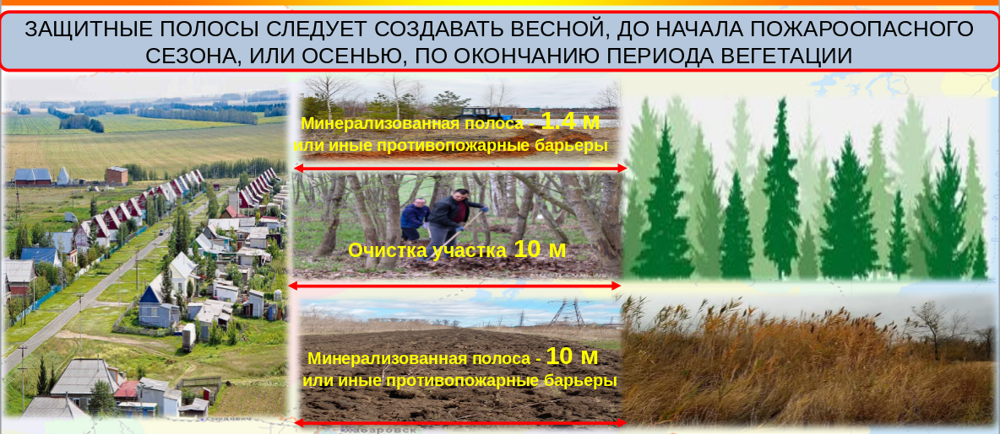 ЗАЩИТНЫЕ ПОЛОСЫ СЛЕДУЕТ СОЗДАВАТЬ ВЕСНОЙ, ДО НАЧАЛА ПОЖАРООПАСНОГО
СЕЗОНА, ИЛИ ОСЕНЬЮ, ПО ОКОНЧАНИЮ ПЕРИОДА ВЕГЕТАЦИИ
Минерализованная полоса - 1.4 м
или иные противопожарные барьеры
Очистка участка 10 м
Минерализованная полоса - 10 м
или иные противопожарные барьеры
Хабаровск